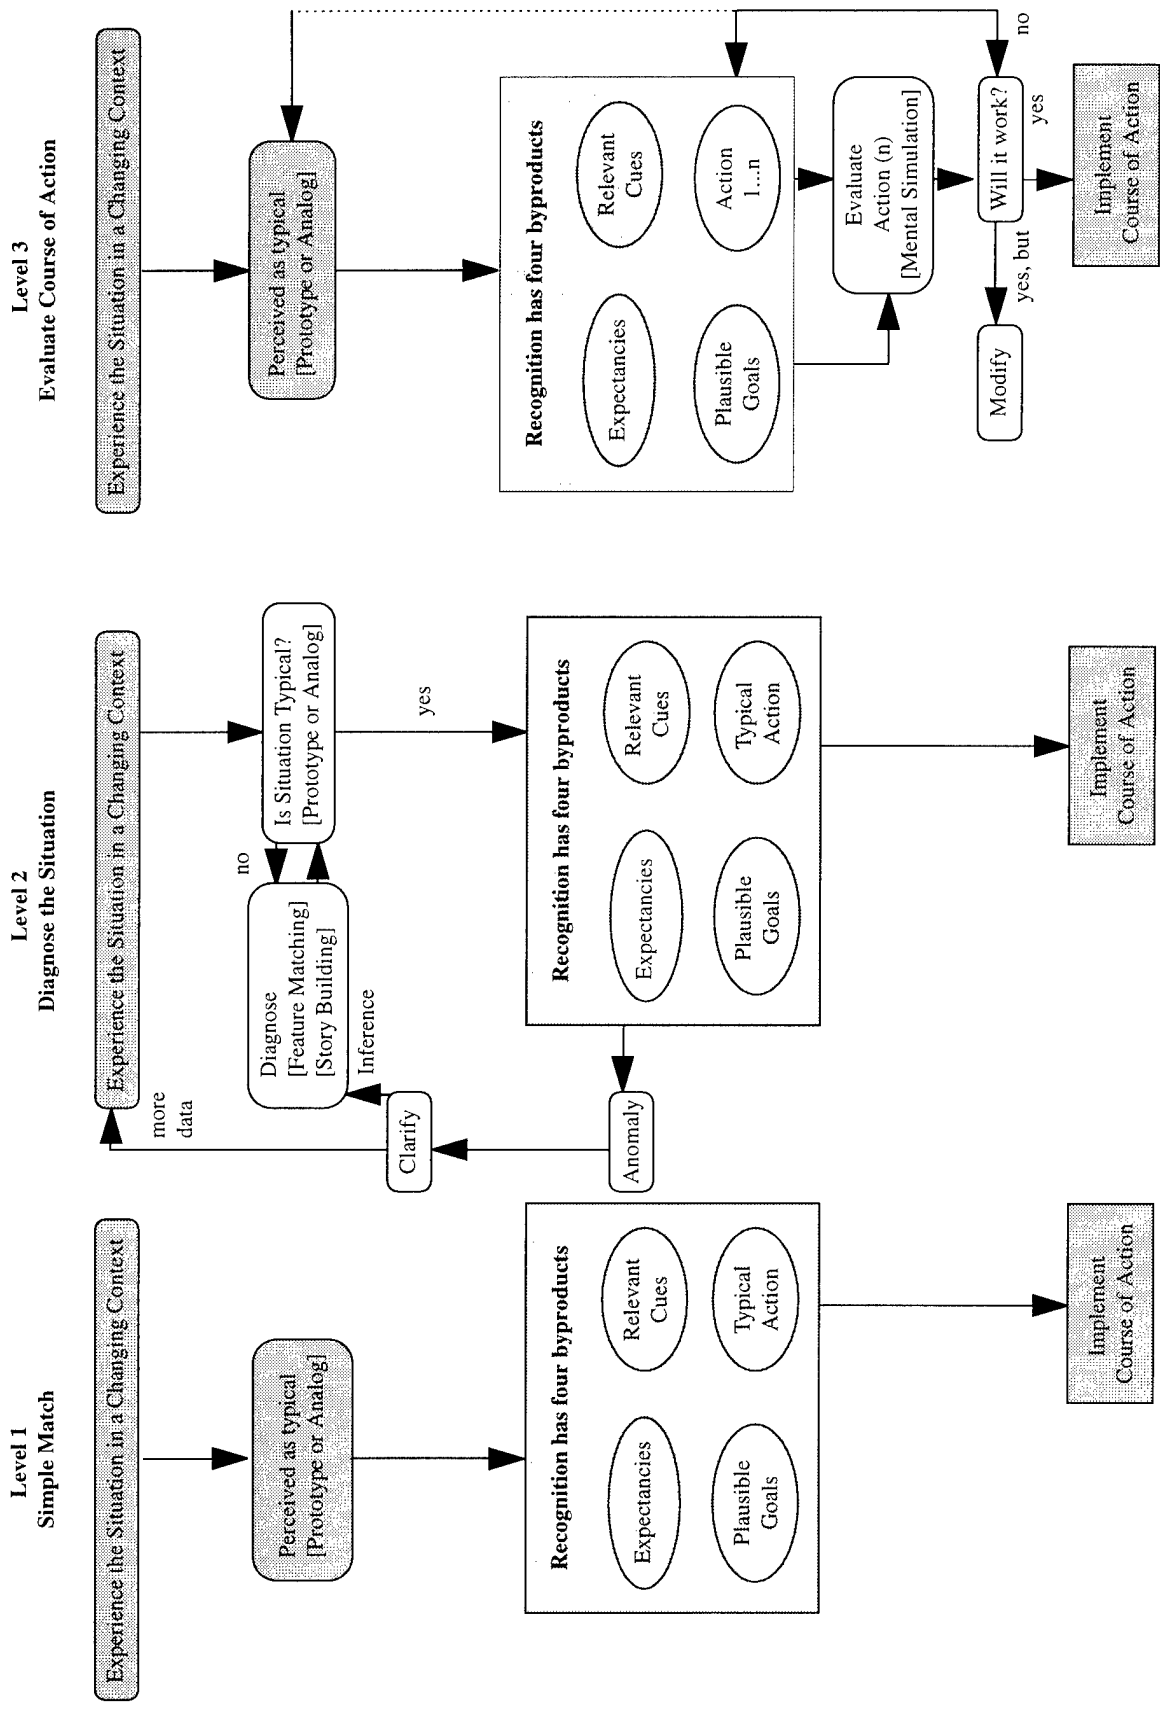 Level 1
Simple Match
Experience the Situation in a Changing Context
Perceived as typical
[Prototype or Analog]
Recognition has four byproducts
Expectancies
Relevant
Cues
Plausible
Goals
Typical
Action
Implement
Course of Action
Level 2
Diagnose the Situation
Experience the Situation in a Changing Context
more
data
Diagnose
[Feature Matching]
[Story Building]
no
Is Situation Typical?
[Prototype or Analog]
Inference
Clarify
yes
Anomaly
Recognition has four byproducts
Expectancies
Relevant
Cues
Plausible
Goals
Typical
Action
Implement
Course of Action
Level 3
Evaluate Course of Action
Experience the Situation in a Changing Context
Perceived as typical
[Prototype or Analog]
Recognition has four byproducts
Expectancies
Relevant
Cues
Plausible
Goals
Action
1...n
Evaluate
Action (n)
[Mental Simulation]
Modify
yes, but
Will it work?
no
yes
Implement
Course of Action